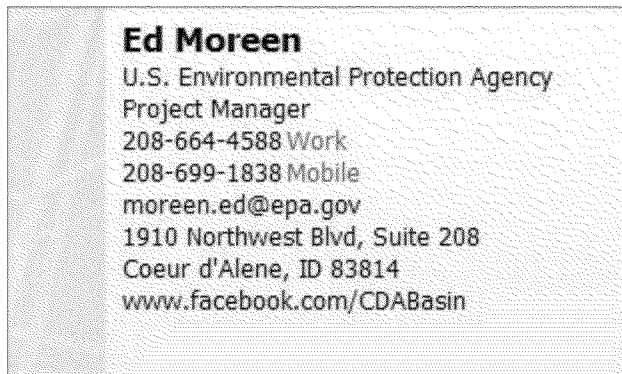 Ed Moreen
U.S. Environmental Protection Agency
Project Manager
208-664-4588 Work
208-699-1838 Mobile
moreen.ed@epa.gov
1910 Northwest Blvd, Suite 208
Coeur d'Alene, ID 83814
www.facebook.com/CDABasin